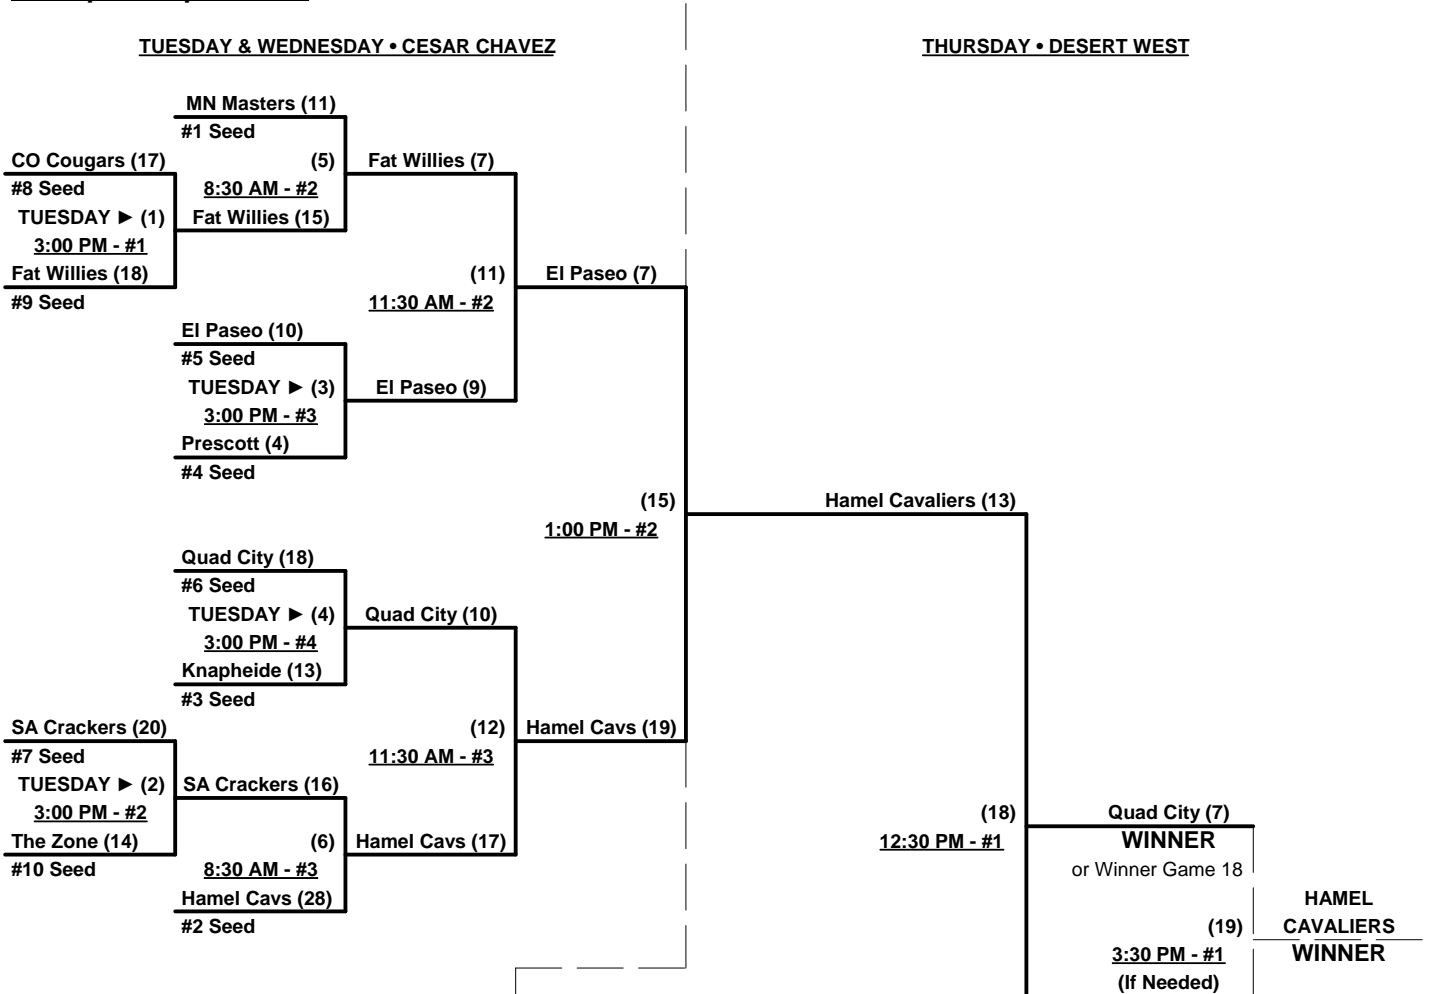 TUESDAY & WEDNESDAY • CESAR CHAVEZ
THURSDAY • DESERT WEST
MN Masters (11)
#1 Seed
CO Cougars (17)
(5)
Fat Willies (7)
#8 Seed
8:30 AM - #2
TUESDAY ► (1)
Fat Willies (15)
3:00 PM - #1
Fat Willies (18)
(11)
El Paseo (7)
#9 Seed
11:30 AM - #2
El Paseo (10)
#5 Seed
TUESDAY ► (3)
El Paseo (9)
3:00 PM - #3
Prescott (4)
#4 Seed
(15)
Hamel Cavaliers (13)
1:00 PM - #2
Quad City (18)
#6 Seed
TUESDAY ► (4)
Quad City (10)
3:00 PM - #4
Knapheide (13)
#3 Seed
SA Crackers (20)
(12)
Hamel Cavs (19)
#7 Seed
11:30 AM - #3
TUESDAY ► (2)
SA Crackers (16)
3:00 PM - #2
(18)
Quad City (7)
The Zone (14)
(6)
Hamel Cavs (17)
12:30 PM - #1
WINNER
#10 Seed
8:30 AM - #3
or Winner Game 18
Hamel Cavs (28)
HAMEL
#2 Seed
(19)
CAVALIERS
3:30 PM - #1
WINNER
(If Needed)